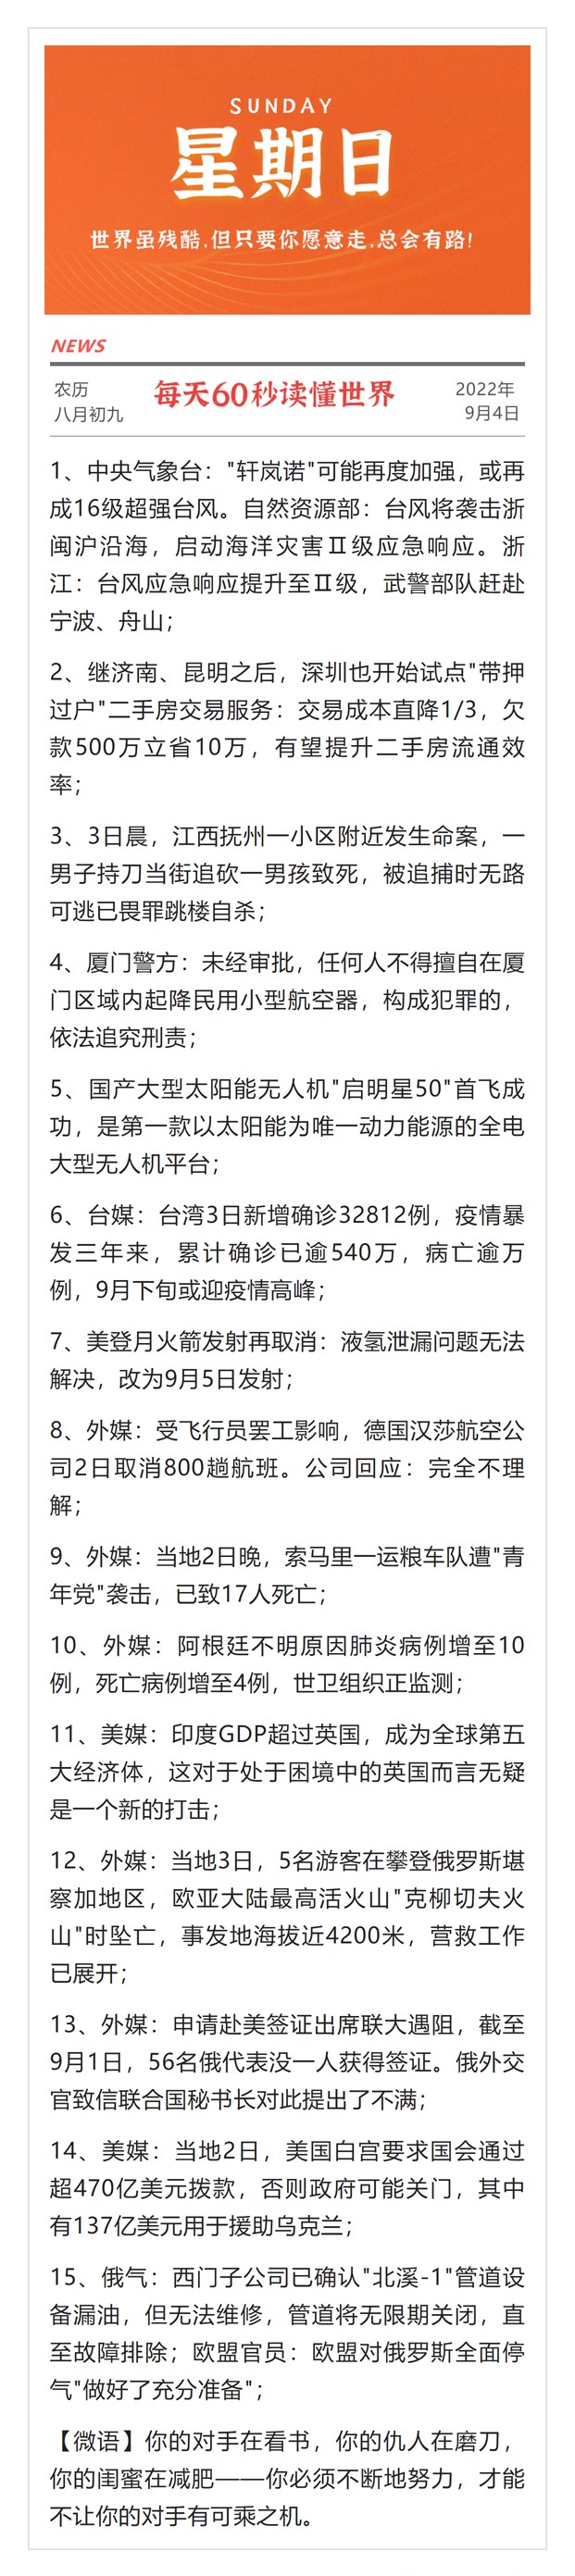 SUNDAY
星期日
世界虽残酷,但只要你愿意走,总会有路!
NEWS
农历
八月初九
每天60秒读懂世界
2022年
9月4日
1、中央气象台："轩岚诺"可能再度加强，或再
成16级超强台风。自然资源部：台风将袭击浙
闽沪沿海，启动海洋灾害Ⅱ级应急响应。浙
江：台风应急响应提升至Ⅱ级，武警部队赶赴
宁波、舟山；
2、继济南、昆明之后，深圳也开始试点"带押
过户"二手房交易服务：交易成本直降1/3，欠
款500万立省10万，有望提升二手房流通效
率；
3、3日晨，江西抚州一小区附近发生命案，一
男子持刀当街追砍一男孩致死，被追捕时无路
可逃已畏罪跳楼自杀；
4、厦门警方：未经审批，任何人不得擅自在厦
门区域内起降民用小型航空器，构成犯罪的，
依法追究刑责；
5、国产大型太阳能无人机"启明星50"首飞成
功，是第一款以太阳能为唯一动力能源的全电
大型无人机平台；
6、台媒：台湾3日新增确诊32812例，疫情暴
发三年来，累计确诊已逾540万，病亡逾万
例，9月下旬或迎疫情高峰；
7、美登月火箭发射再取消：液氢泄漏问题无法
解决，改为9月5日发射；
8、外媒：受飞行员罢工影响，德国汉莎航空公
司2日取消800趟航班。公司回应：完全不理
解；
9、外媒：当地2日晚，索马里一运粮车队遭"青
年党"袭击，已致17人死亡；
10、外媒：阿根廷不明原因肺炎病例增至10
例，死亡病例增至4例，世卫组织正监测；
11、美媒：印度GDP超过英国，成为全球第五
大经济体，这对于处于困境中的英国而言无疑
是一个新的打击；
12、外媒：当地3日，5名游客在攀登俄罗斯堪
察加地区，欧亚大陆最高活火山"克柳切夫火
山"时坠亡，事发地海拔近4200米，营救工作
已展开；
13、外媒：申请赴美签证出席联大遇阻，截至
9月1日，56名俄代表没一人获得签证。俄外交
官致信联合国秘书长对此提出了不满；
14、美媒：当地2日，美国白宫要求国会通过
超470亿美元拨款，否则政府可能关门，其中
有137亿美元用于援助乌克兰；
15、俄气：西门子公司已确认"北溪-1"管道设
备漏油，但无法维修，管道将无限期关闭，直
至故障排除；欧盟官员：欧盟对俄罗斯全面停
气"做好了充分准备"；
【微语】你的对手在看书，你的仇人在磨刀，
你的闺蜜在减肥——你必须不断地努力，才能
不让你的对手有可乘之机。